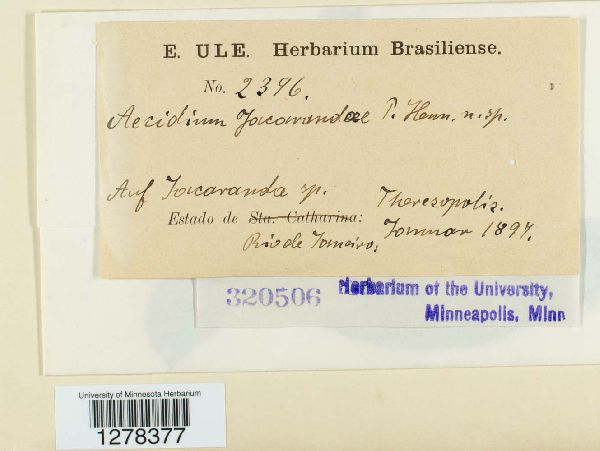 E. ULE. Herbarium Brasiliense.
No. 2396.
Aecidium Jacarandae P. Henn. n. sp.
Auf Jacaranda sp.
Theresopolis.
Estado de Sta. Catharina:
Rio de Janeiro.
Januar 1897.
320506
Herbarium of the University,
Minneapolis, Minn
University of Minnesota Herbarium
1278377